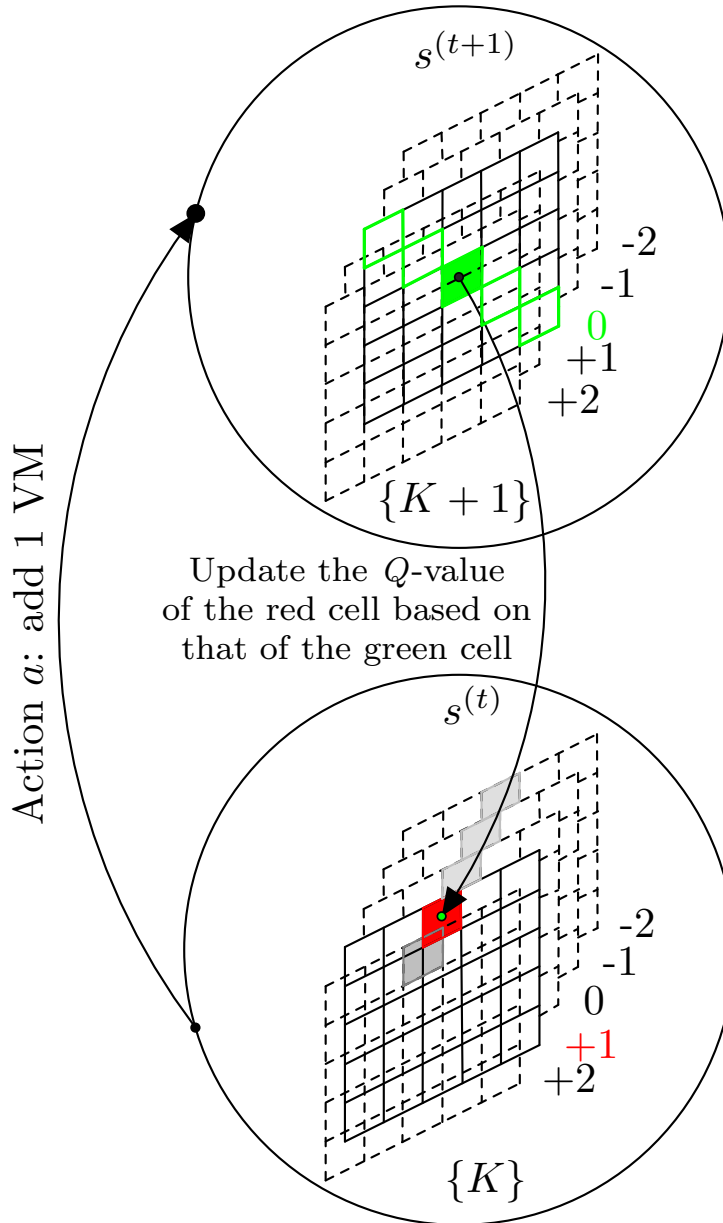 s^{(t+1)}
-2
-1
0
+1
+2
{K + 1}
Action a: add 1 VM
Update the Q-value
of the red cell based on
that of the green cell
s^{(t)}
-2
-1
0
+1
+2
{K}